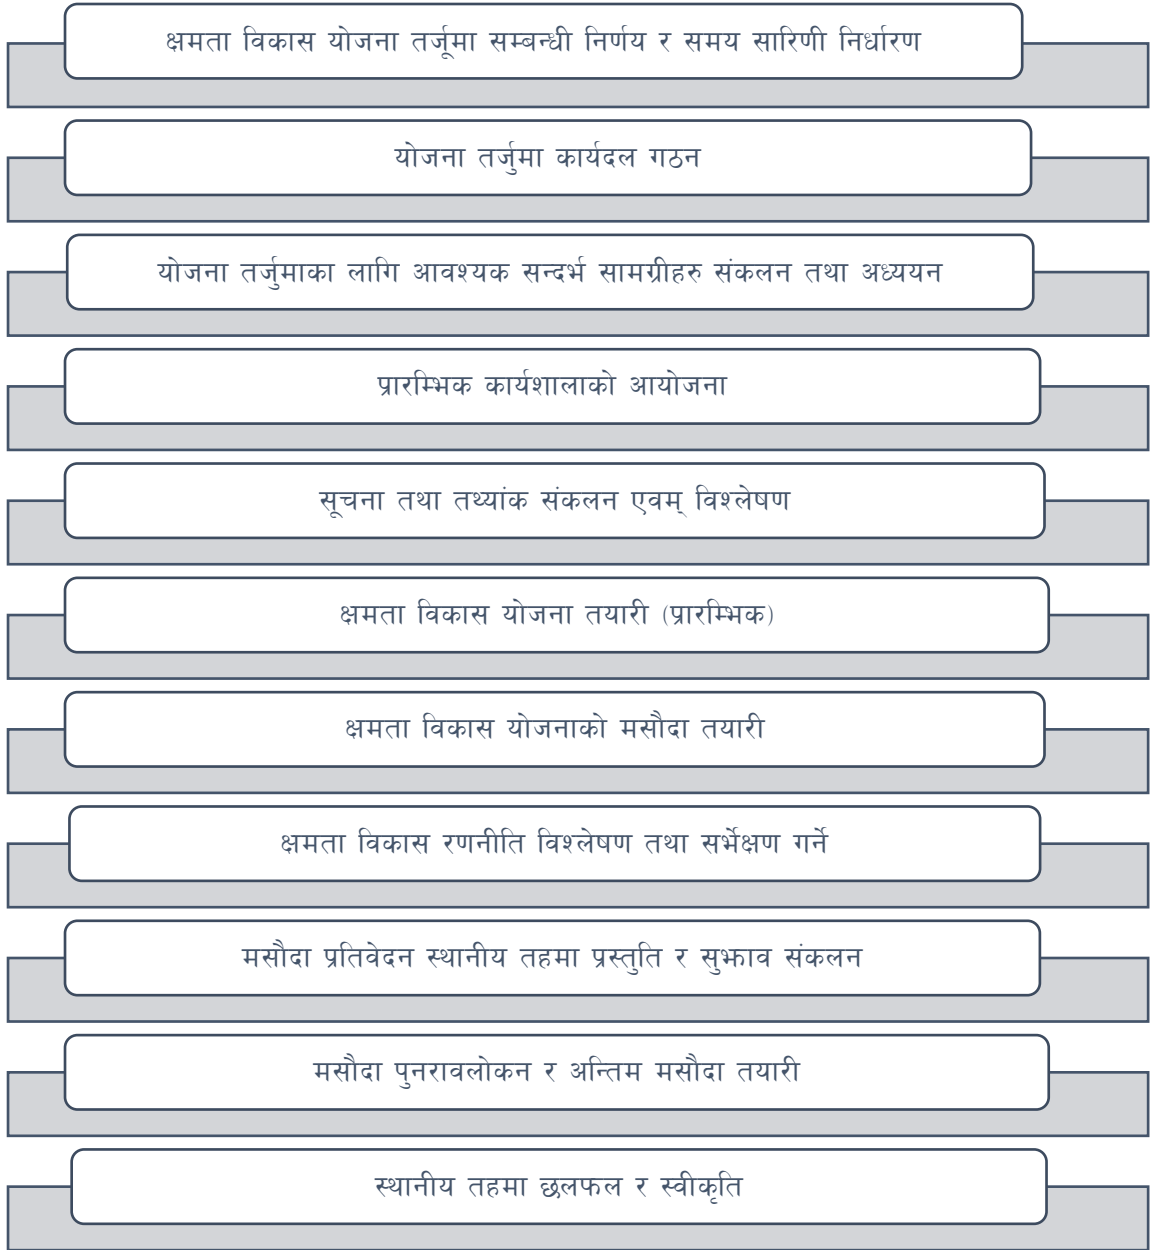 क्षमता विकास योजना तर्जूमा सम्बन्धी निर्णय र समय सारिणी निर्धारण
योजना तर्जुमा कार्यदल गठन
योजना तर्जुमाका लागि आवश्यक सन्दर्भ सामग्रीहरु संकलन तथा अध्ययन
प्रारम्भिक कार्यशालाको आयोजना
सूचना तथा तथ्यांक संकलन एवम् विश्लेषण
क्षमता विकास योजना तयारी (प्रारम्भिक)
क्षमता विकास योजनाको मसौदा तयारी
क्षमता विकास रणनीति विश्लेषण तथा सर्भेक्षण गर्ने
मसौदा प्रतिवेदन स्थानीय तहमा प्रस्तुति र सुझाव संकलन
मसौदा पुनरावलोकन र अन्तिम मसौदा तयारी
स्थानीय तहमा छलफल र स्वीकृति